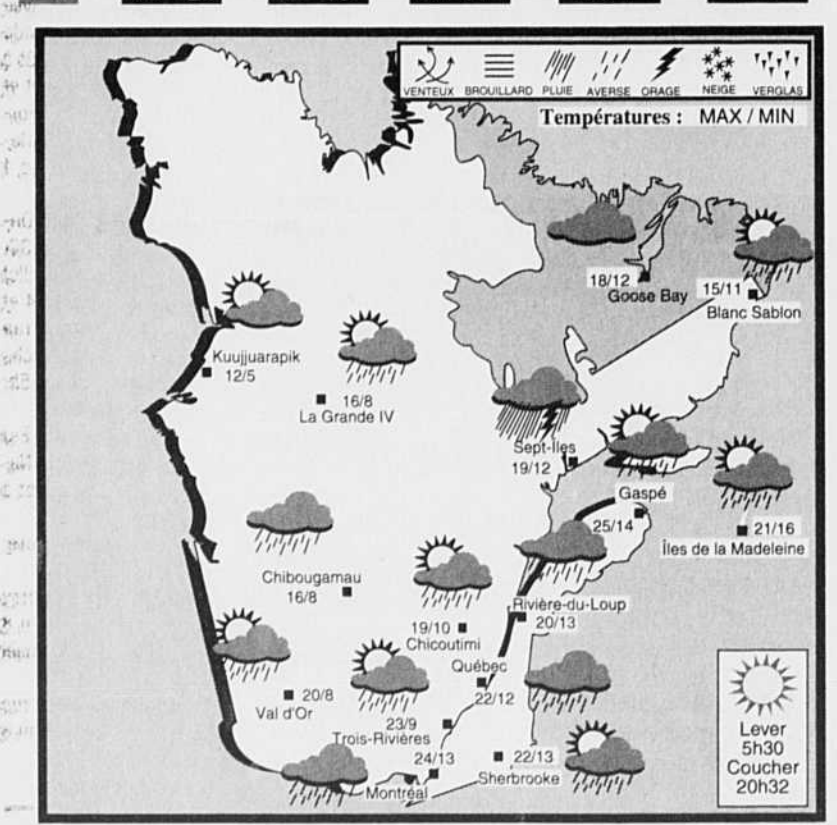 VENTEUX BROUILLARD PLUIE AVERSE ORAGE NEIGE VERGLAS
Températures : MAX / MIN
18/12
Goose Bay
15/11
Blanc Sablon
Kuujjuarapik
12/5
16/8
La Grande IV
Sept-Îles
19/12
Gaspé
25/14
21/16
Îles de la Madeleine
Chibougamau
16/8
19/10
Chicoutimi
Rivière-du-Loup
20/13
Québec
22/12
20/8
Val d'Or
23/9
Trois-Rivières
24/13
Montréal
22/13
Sherbrooke
Lever
5h30
Coucher
20h32